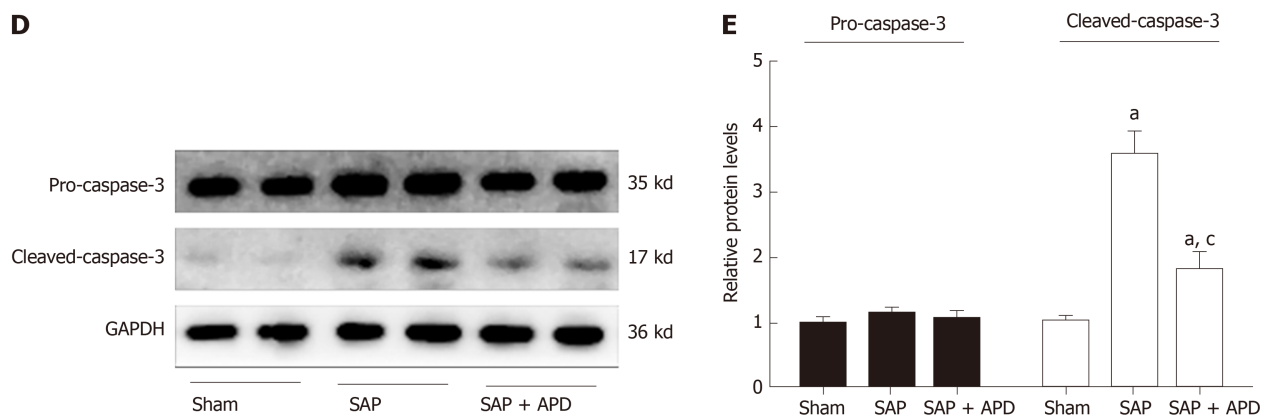 D
Pro-caspase-3
35 kd
Cleaved-caspase-3
17 kd
GAPDH
36 kd
Sham
SAP
SAP + APD
E
Pro-caspase-3
Cleaved-caspase-3
Relative protein levels
5
4
3
2
1
0
a
a, c
Sham
SAP
SAP + APD
Sham
SAP
SAP + APD